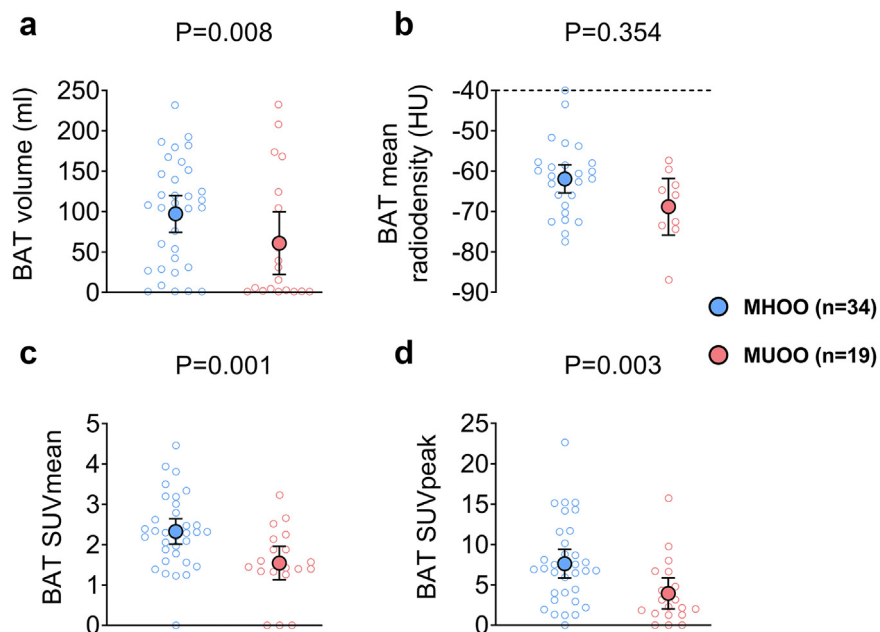 a
P=0.008
BAT volume (ml)
250
200
150
100
50
0
b
P=0.354
BAT mean
radiodensity (HU)
-40
-50
-60
-70
-80
-90
MHOO (n=34)
MUOO (n=19)
c
P=0.001
BAT SUVmean
5
4
3
2
1
0
d
P=0.003
BAT SUVpeak
25
20
15
10
5
0